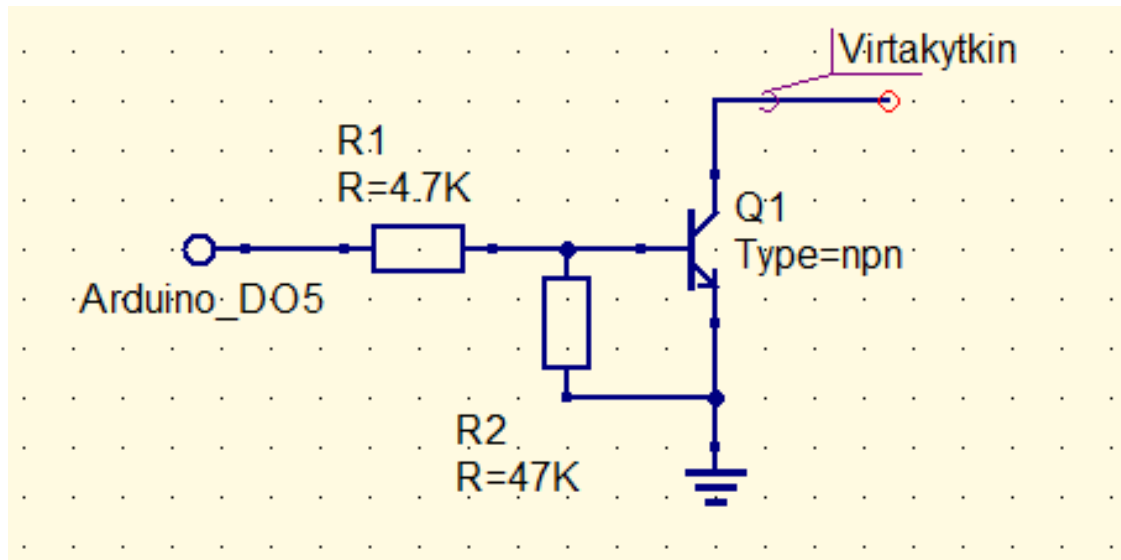 Virtakytkin
R1
R=4.7K
Q1
Type=npn
Arduino_DO5
R2
R=47K